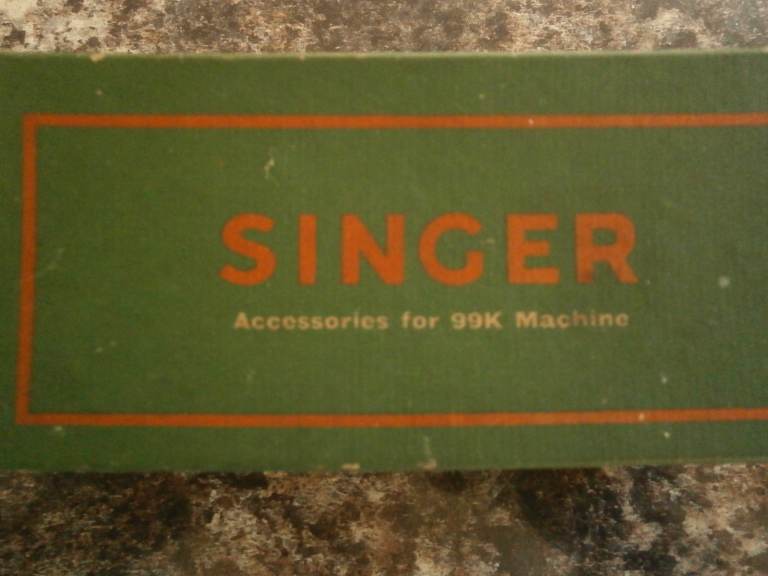 SINGER
Accessories for 99K Machine